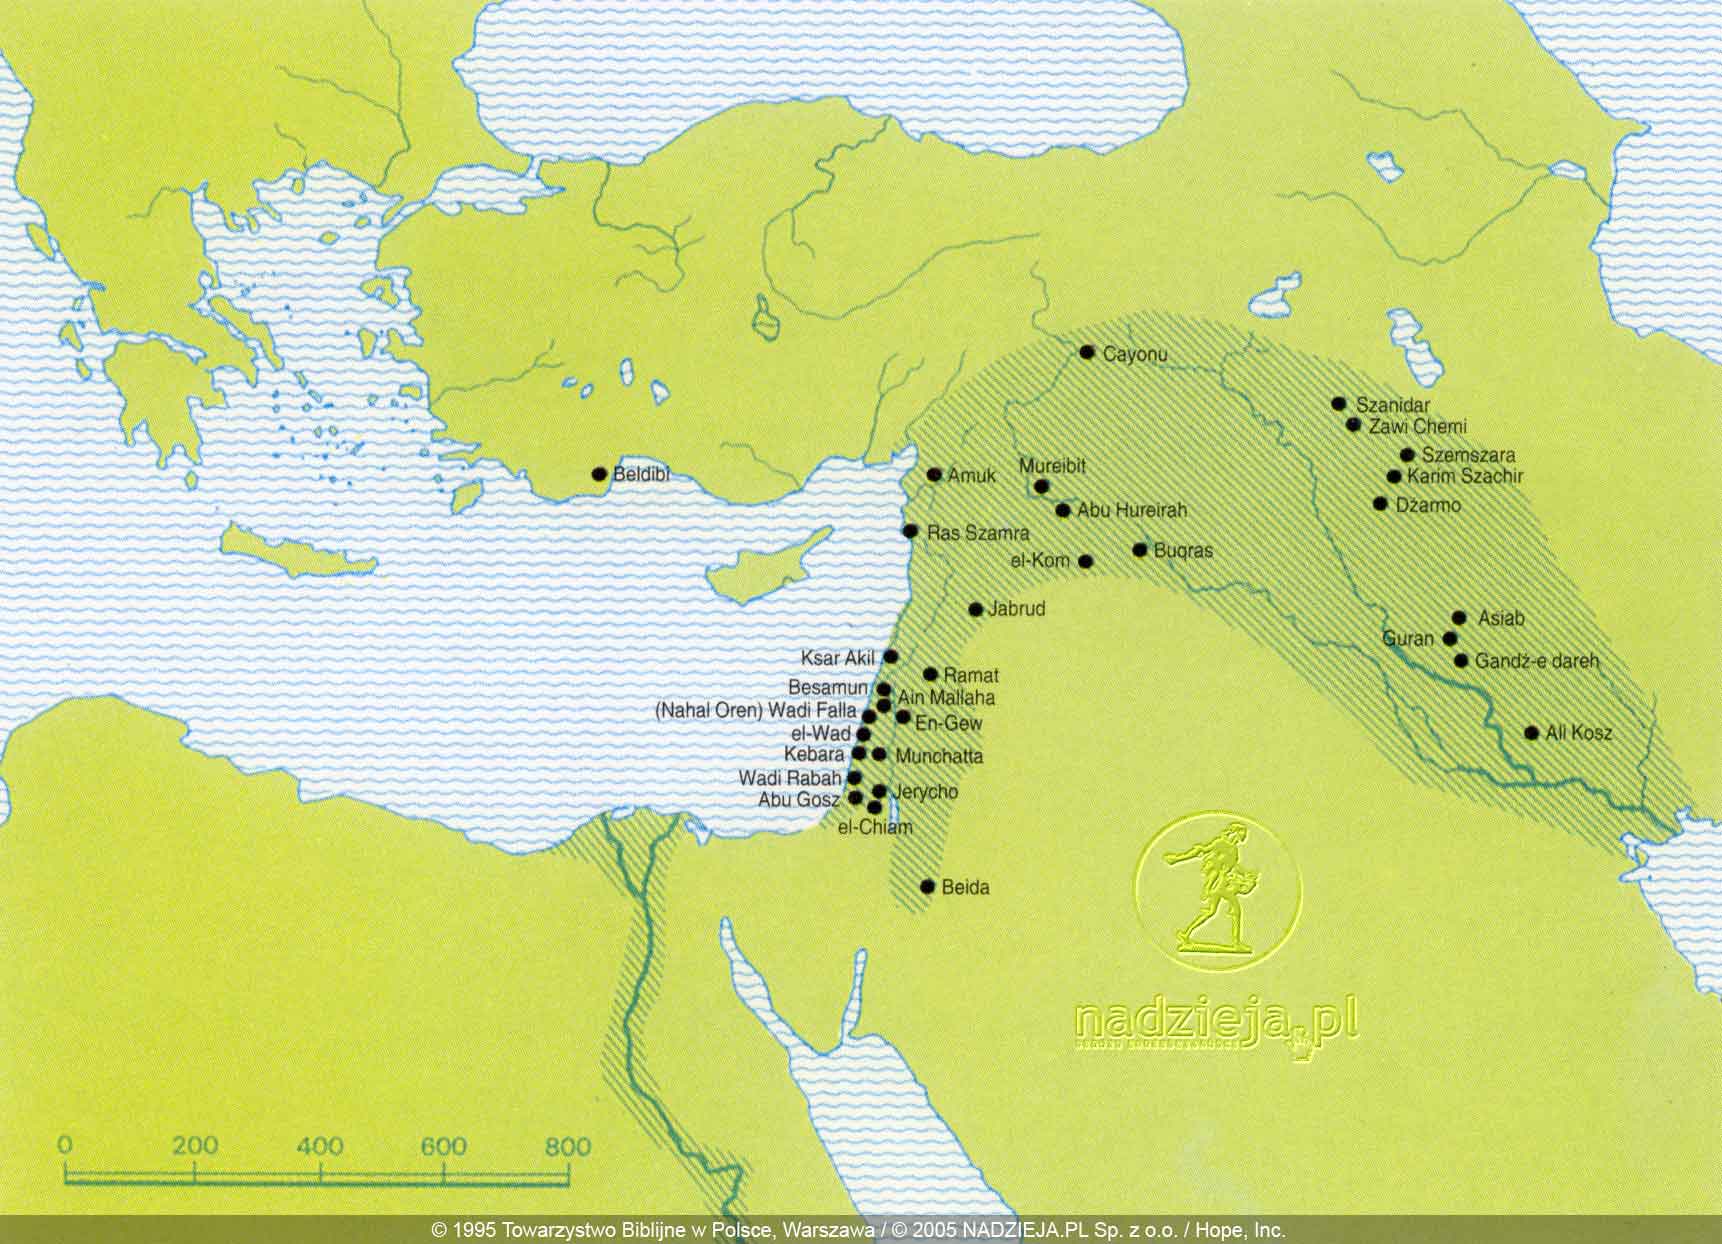 Cayonu
Szanidar
Zawi Chemi
Szemszara
Karim Szachir
Dżarmo
Beldibi
Amuk
Mureibit
Abu Hureirah
Ras Szamra
el-Kom
Buqras
Jabrud
Asiab
Guran
Gandż-e dareh
Ksar Akil
Ramat
Besamun
Ain Mallaha
(Nahal Oren) Wadi Falla
En-Gew
el-Wad
Ali Kosz
Kebara
Munchatta
Wadi Rabah
Jerycho
Abu Gosz
el-Chiam
Beida
nadzieja.pl
0 200 400 600 800
© 1995 Towarzystwo Biblijne w Polsce, Warszawa / © 2005 NADZIEJA.PL Sp. z o.o. / Hope, Inc.